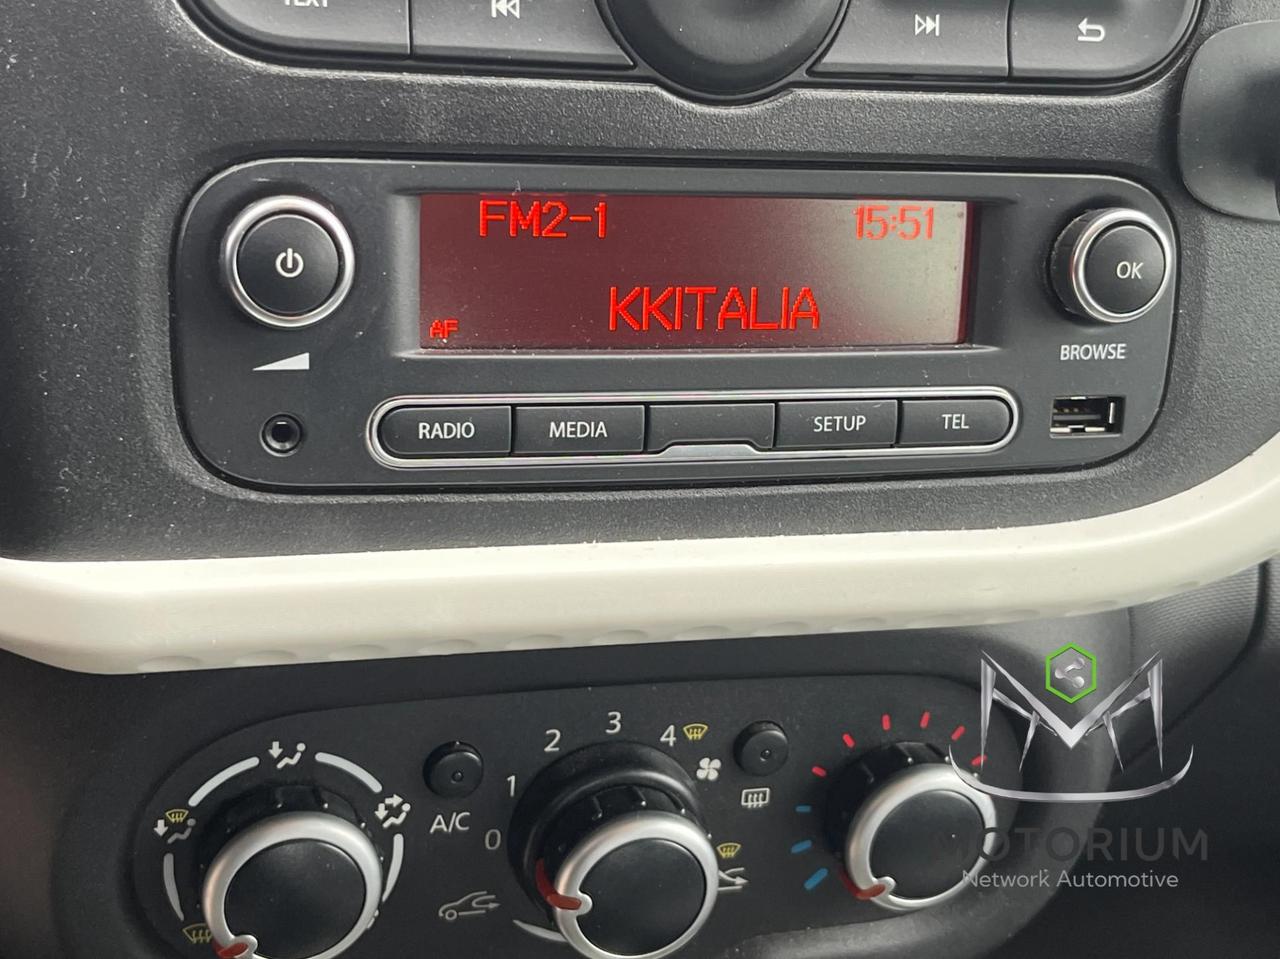 TEXT
FM2-1 15:51
KKITALIA
AF
OK
BROWSE
RADIO MEDIA SETUP TEL
0 1 2 3 4
A/C
MOTORIUM
Network Automotive